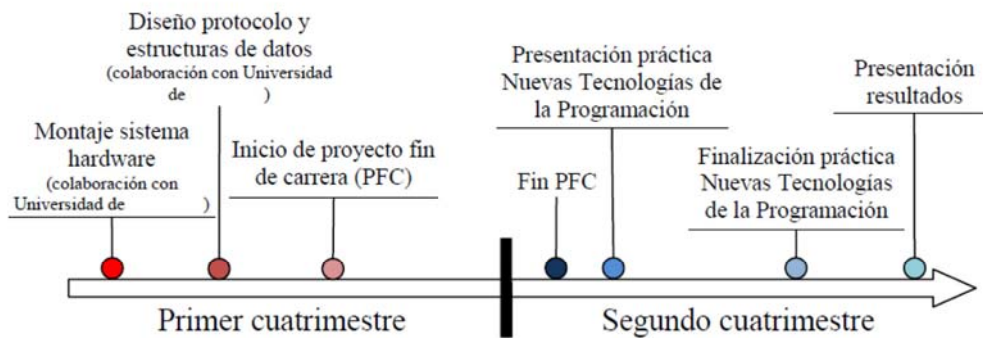 Diseño protocolo y
estructuras de datos
(colaboración con Universidad
de )
Montaje sistema
hardware
(colaboración con
Universidad de )
Inicio de proyecto fin
de carrera (PFC)
Fin PFC
Presentación práctica
Nuevas Tecnologías de
la Programación
Finalización práctica
Nuevas Tecnologías
de la Programación
Presentación
resultados
Primer cuatrimestre
Segundo cuatrimestre